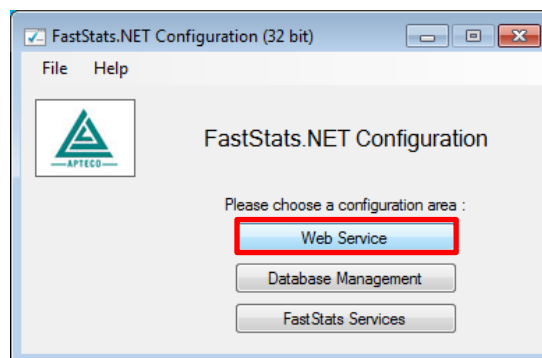 FastStats.NET Configuration (32 bit)
File Help
APTECO
FastStats.NET Configuration
Please choose a configuration area :
Web Service
Database Management
FastStats Services